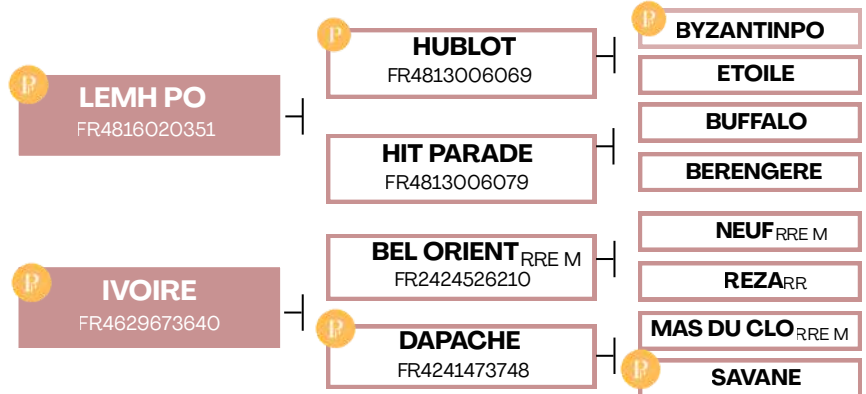 LEMH PO
FR4816020351
IVOIRE
FR4629673640
HUBLOT
FR4813006069
HIT PARADE
FR4813006079
BEL ORIENT RRE M
FR2424526210
DAPACHE
FR4241473748
BYZANTINPO
ETOILE
BUFFALO
BERENGERE
NEUF RRE M
REZA RR
MAS DU CLO RRE M
SAVANE